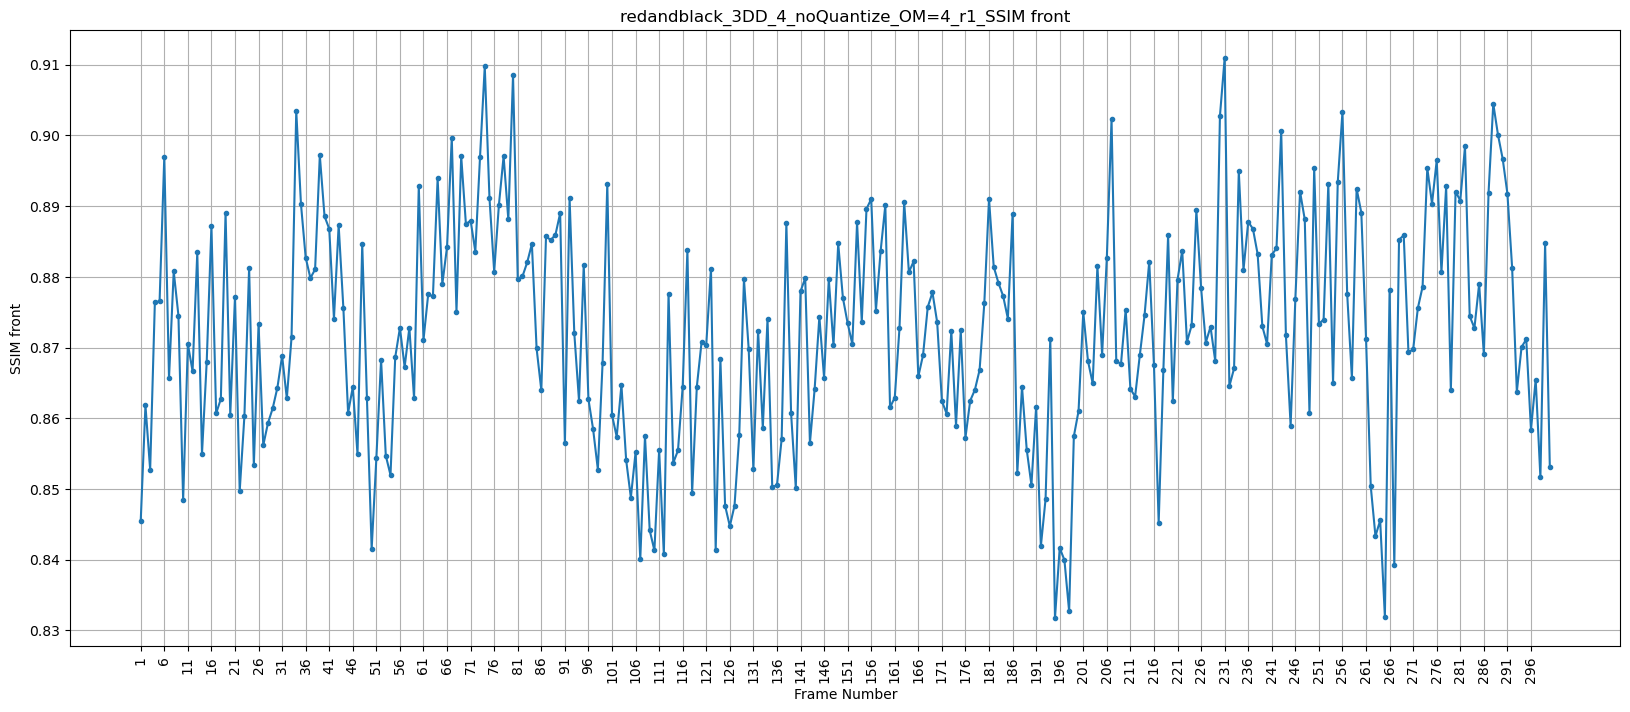 redandblack_3DD_4_noQuantize_OM=4_r1_SSIM front
SSIM front
0.91
0.90
0.89
0.88
0.87
0.86
0.85
0.84
0.83
1 6 11 16 21 26 31 36 41 46 51 56 61 66 71 76 81 86 91 96 101 106 111 116 121 126 131 136 141 146 151 156 161 166 171 176 181 186 191 196 201 206 211 216 221 226 231 236 241 246 251 256 261 266 271 276 281 286 291 296
Frame Number